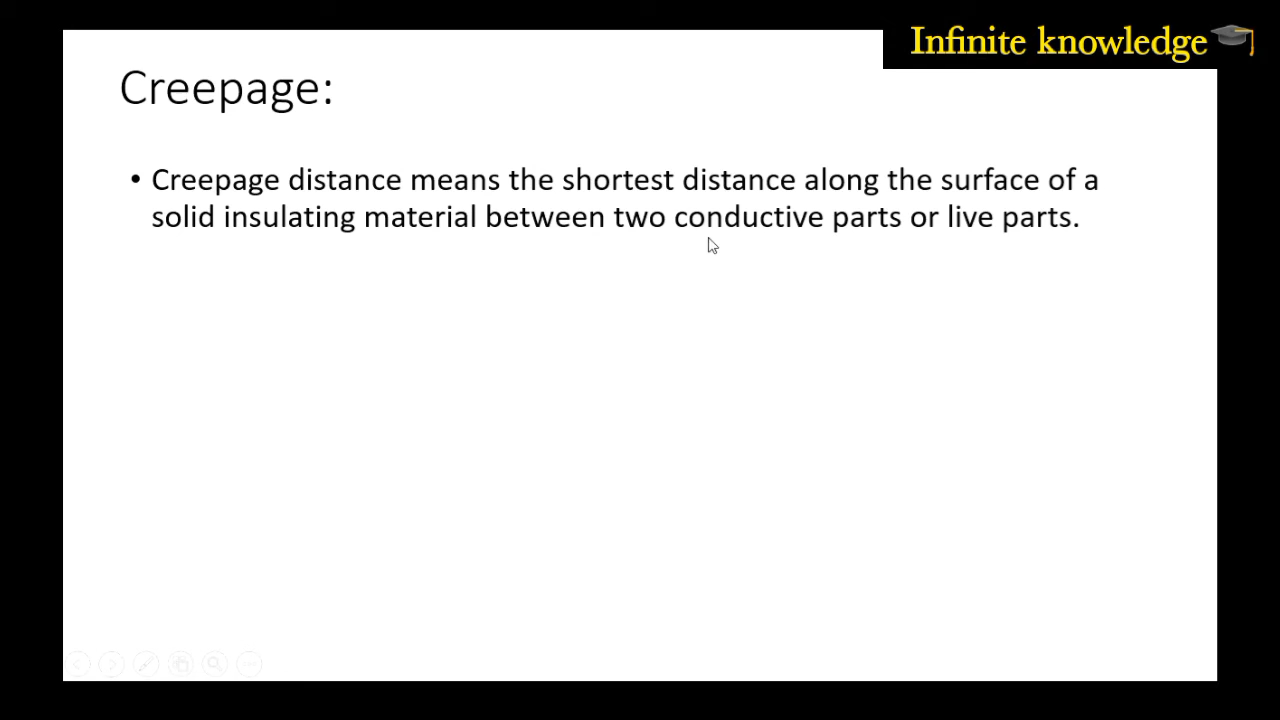 Infinite knowledge
Creepage:
• Creepage distance means the shortest distance along the surface of a
solid insulating material between two conductive parts or live parts.